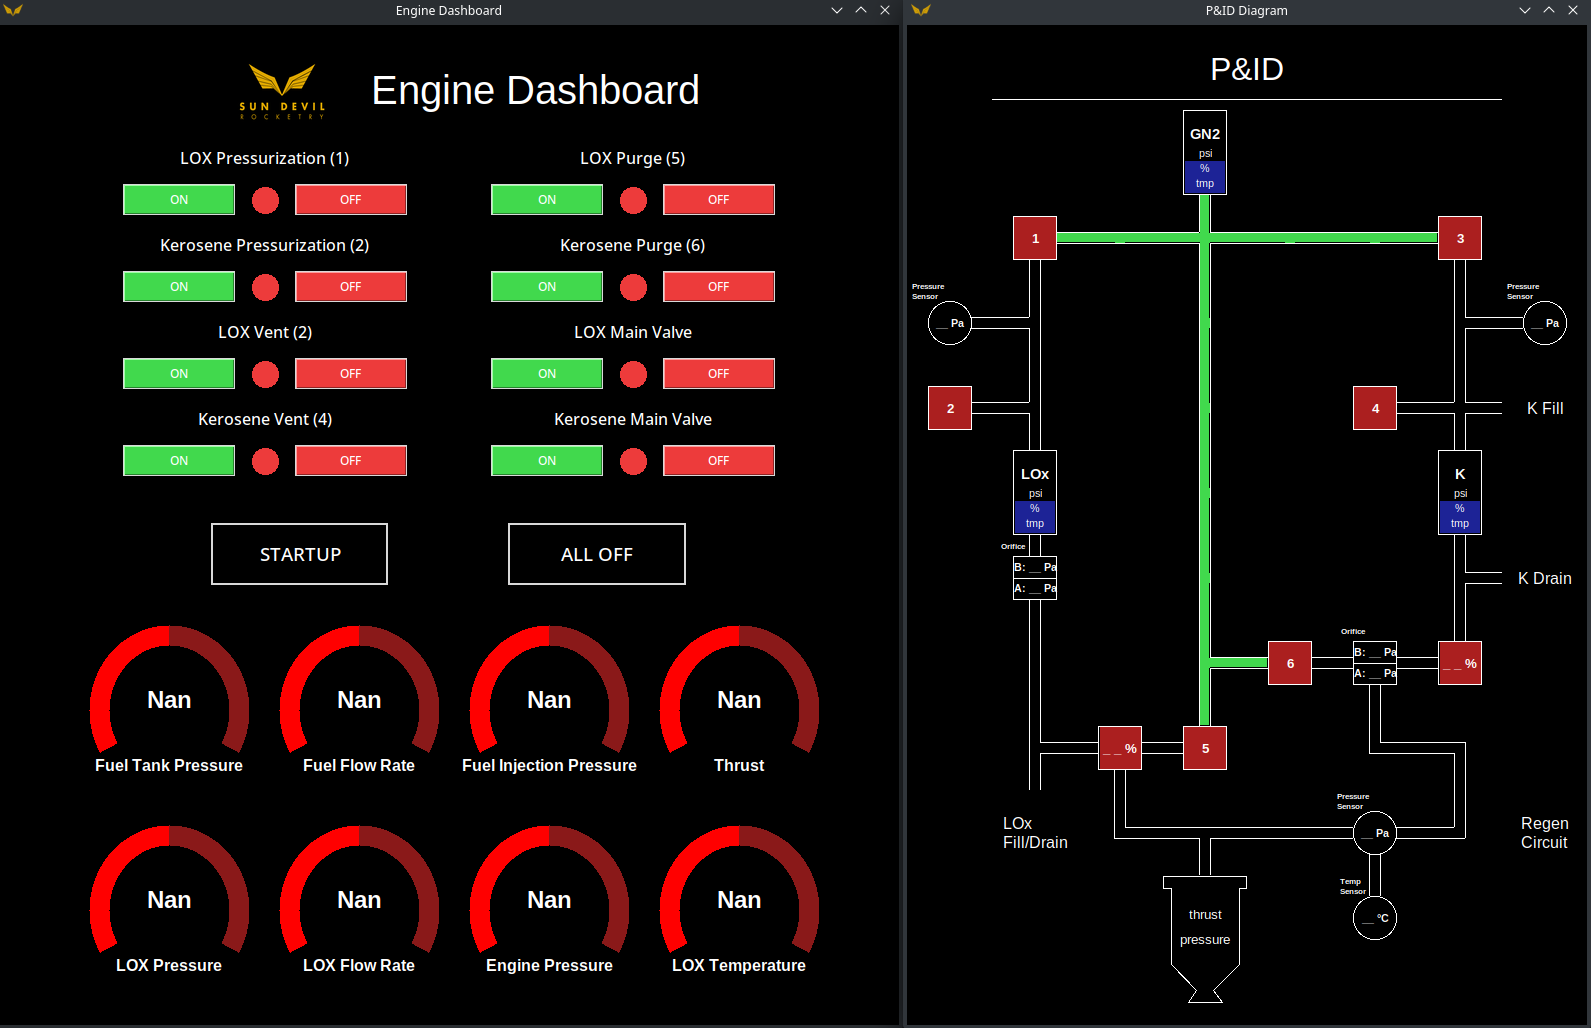 Engine Dashboard
SUN DEVIL
ROCKETRY
Engine Dashboard
LOX Pressurization (1)
ON
OFF
LOX Purge (5)
ON
OFF
Kerosene Pressurization (2)
ON
OFF
Kerosene Purge (6)
ON
OFF
LOX Vent (2)
ON
OFF
LOX Main Valve
ON
OFF
Kerosene Vent (4)
ON
OFF
Kerosene Main Valve
ON
OFF
STARTUP
ALL OFF
Nan
Fuel Tank Pressure
Nan
Fuel Flow Rate
Nan
Fuel Injection Pressure
Nan
Thrust
Nan
LOX Pressure
Nan
LOX Flow Rate
Nan
Engine Pressure
Nan
LOX Temperature
P&ID Diagram
P&ID
GN2
psi
%
tmp
1
3
Pressure
Sensor
__ Pa
Pressure
Sensor
__ Pa
2
4
K Fill
LOx
psi
%
tmp
K
psi
%
tmp
Orifice
B: __ Pa
A: __ Pa
K Drain
Orifice
6
B: __ Pa
A: __ Pa
_ _ %
_ _ %
5
LOx
Fill/Drain
Pressure
Sensor
__ Pa
Regen
Circuit
Temp
Sensor
__ °C
thrust
pressure